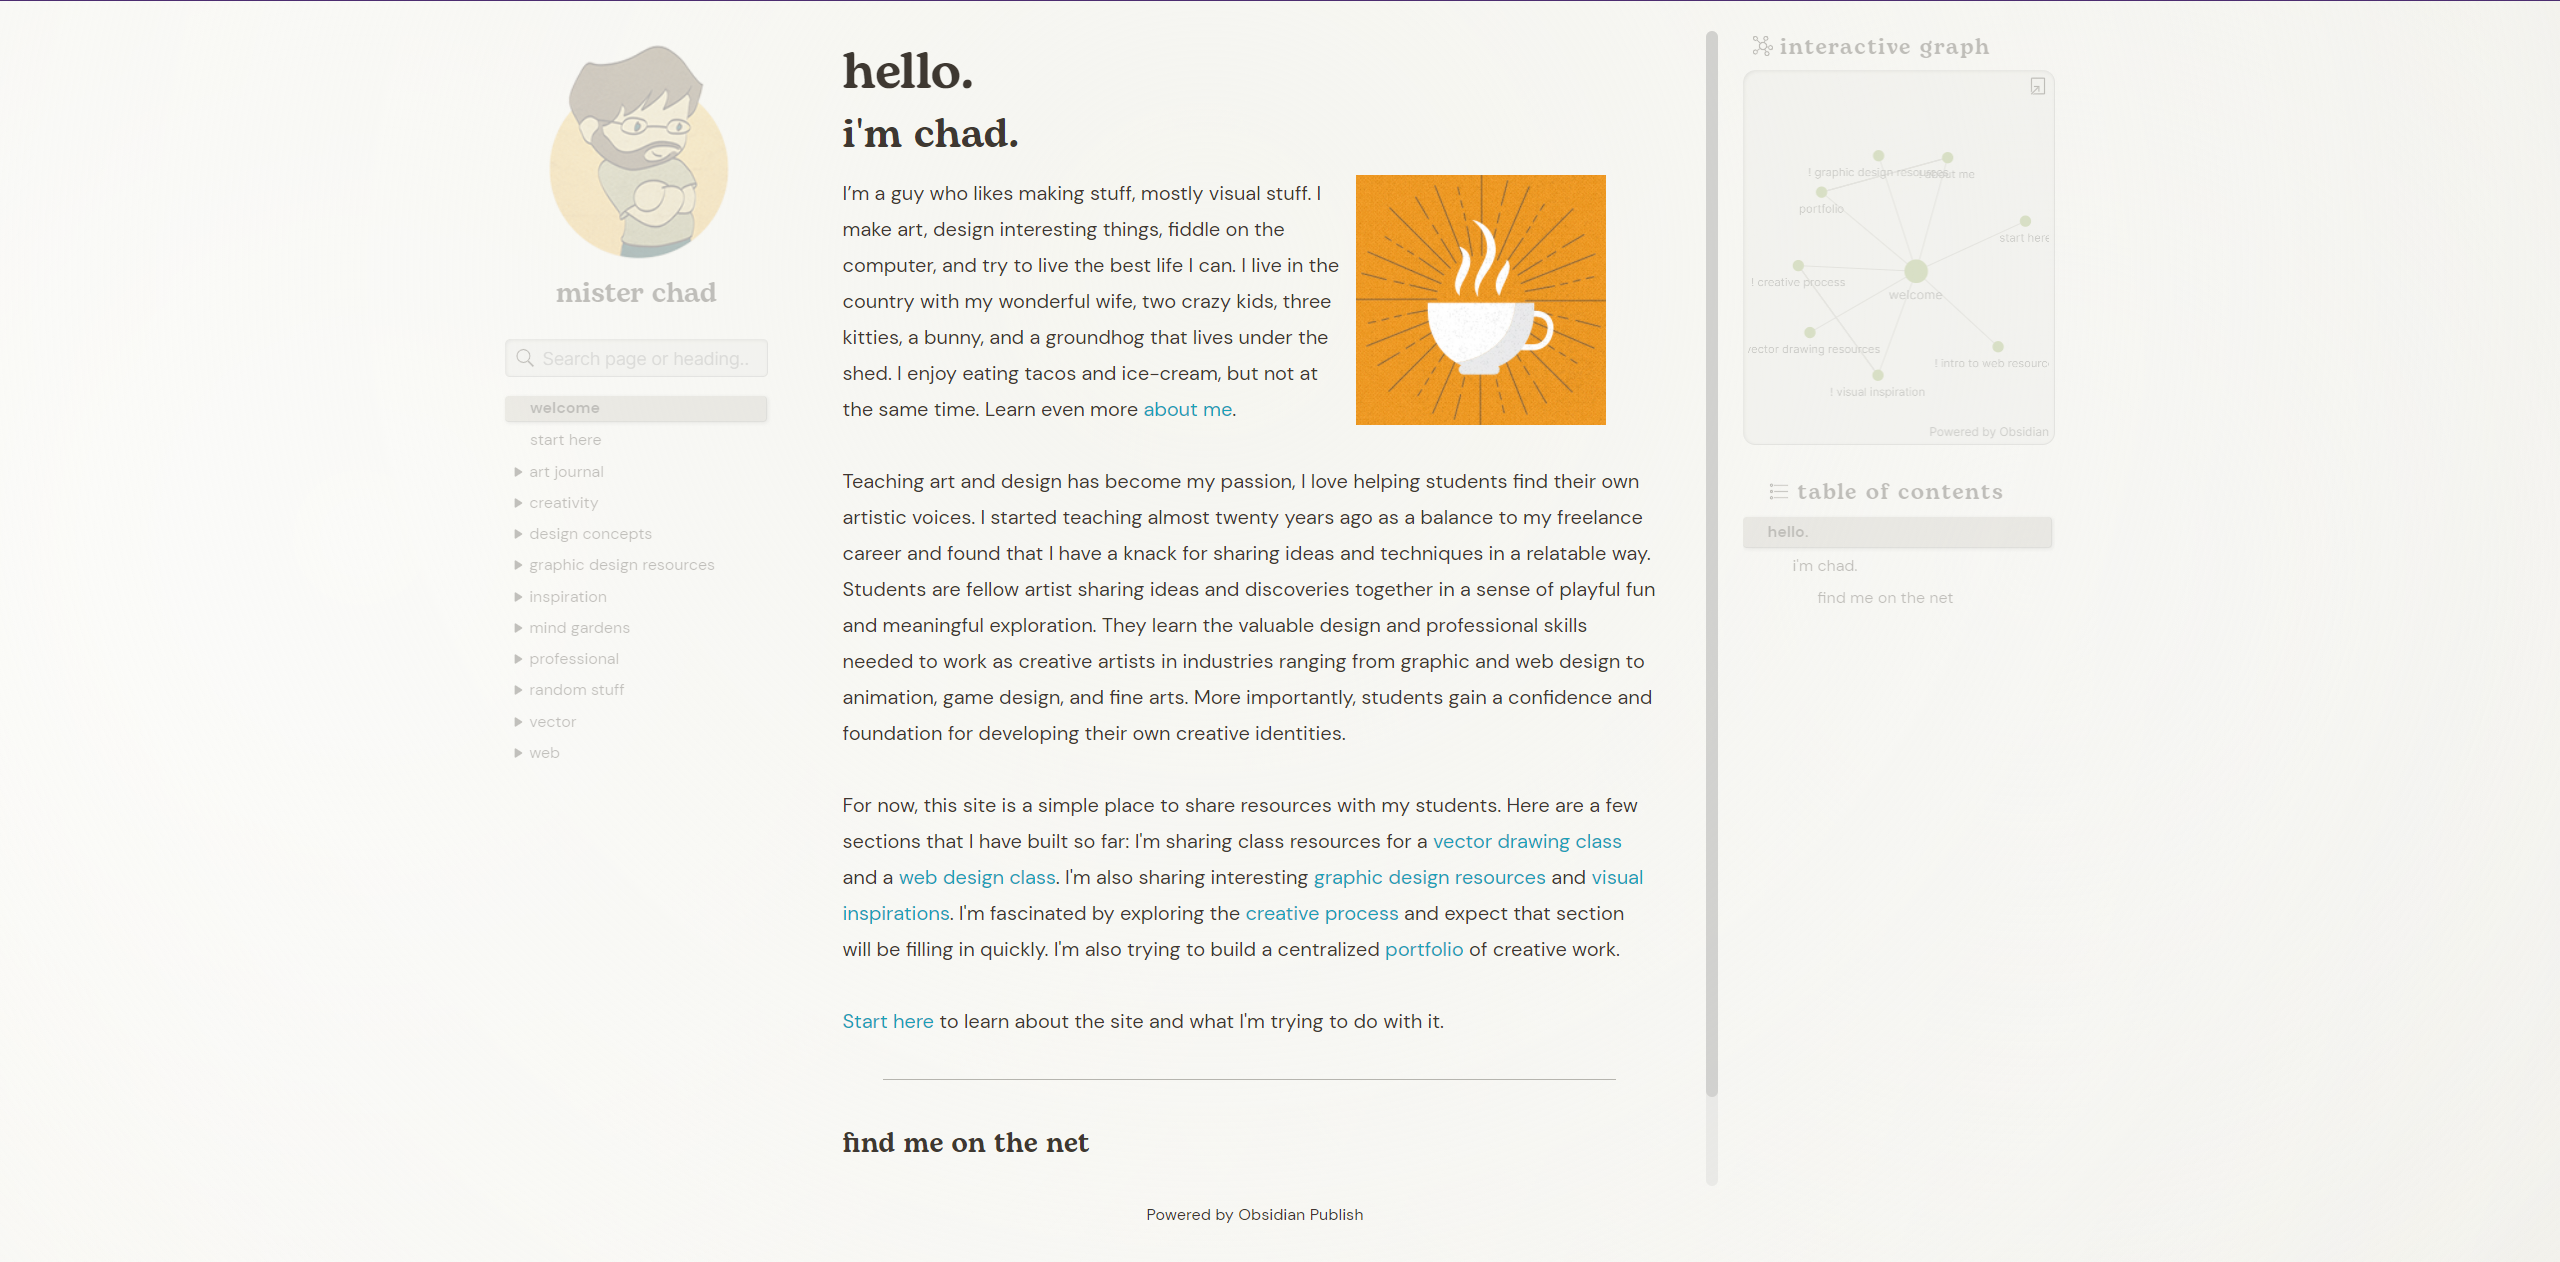 mister chad
Search page or heading..
welcome
start here
art journal
creativity
design concepts
graphic design resources
inspiration
mind gardens
professional
random stuff
vector
web
hello.
i'm chad.
I’m a guy who likes making stuff, mostly visual stuff. I
make art, design interesting things, fiddle on the
computer, and try to live the best life I can. I live in the
country with my wonderful wife, two crazy kids, three
kitties, a bunny, and a groundhog that lives under the
shed. I enjoy eating tacos and ice-cream, but not at
the same time. Learn even more about me.
Teaching art and design has become my passion, I love helping students find their own
artistic voices. I started teaching almost twenty years ago as a balance to my freelance
career and found that I have a knack for sharing ideas and techniques in a relatable way.
Students are fellow artist sharing ideas and discoveries together in a sense of playful fun
and meaningful exploration. They learn the valuable design and professional skills
needed to work as creative artists in industries ranging from graphic and web design to
animation, game design, and fine arts. More importantly, students gain a confidence and
foundation for developing their own creative identities.
For now, this site is a simple place to share resources with my students. Here are a few
sections that I have built so far: I'm sharing class resources for a vector drawing class
and a web design class. I'm also sharing interesting graphic design resources and visual
inspirations. I'm fascinated by exploring the creative process and expect that section
will be filling in quickly. I'm also trying to build a centralized portfolio of creative work.
Start here to learn about the site and what I'm trying to do with it.
find me on the net
Powered by Obsidian Publish
interactive graph
! graphic design resources
! about me
portfolio
start here
! creative process
welcome
vector drawing resources
! intro to web resourc
! visual inspiration
Powered by Obsidian
table of contents
hello.
i'm chad.
find me on the net